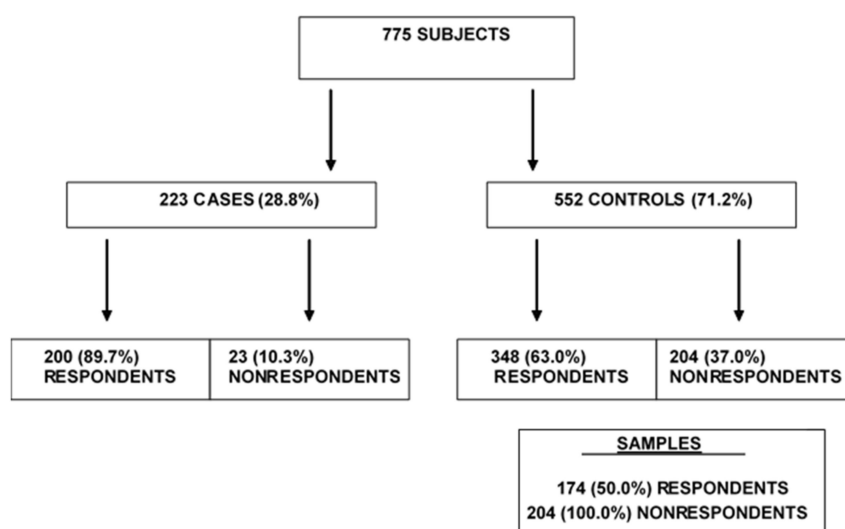 775 SUBJECTS
223 CASES (28.8%)
552 CONTROLS (71.2%)
200 (89.7%)
RESPONDENTS
23 (10.3%)
NONRESPONDENTS
348 (63.0%)
RESPONDENTS
204 (37.0%)
NONRESPONDENTS
SAMPLES
174 (50.0%) RESPONDENTS
204 (100.0%) NONRESPONDENTS